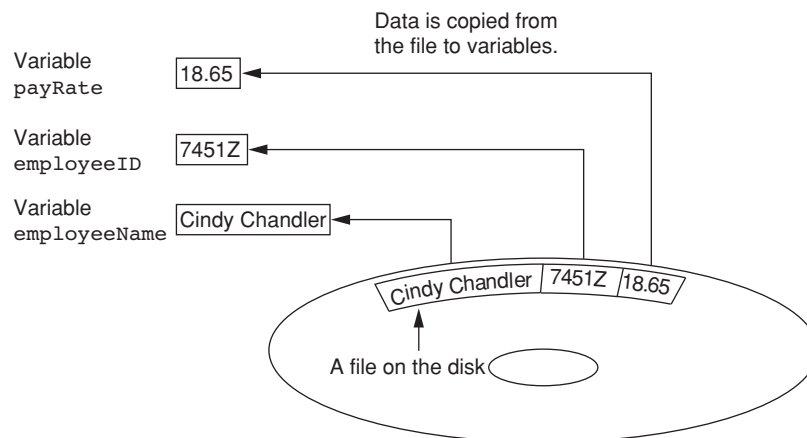 Data is copied from
the file to variables.
Variable
payRate
18.65
Variable
employeeID
7451Z
Variable
employeeName
Cindy Chandler
Cindy Chandler
7451Z
18.65
A file on the disk